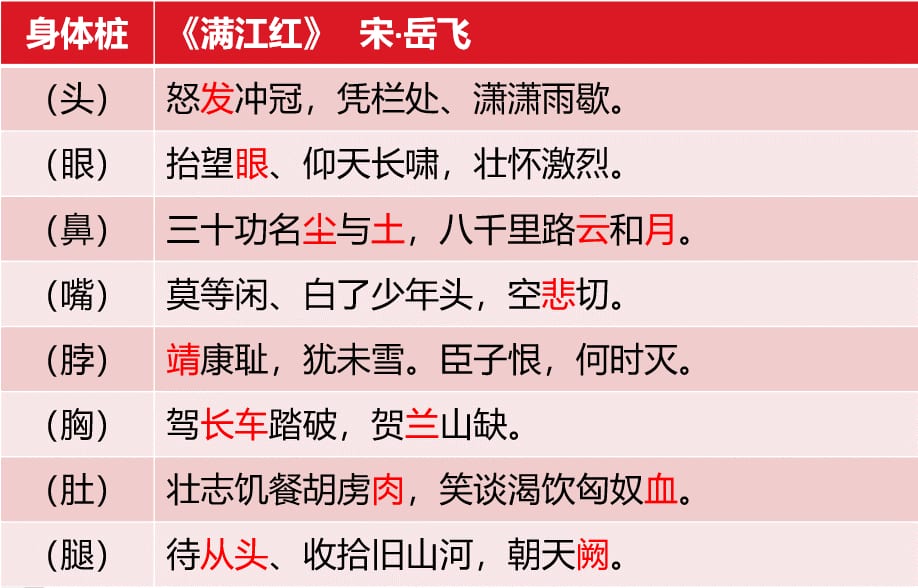 身体桩 《满江红》 宋·岳飞
（头） 怒发冲冠，凭栏处、潇潇雨歇。
（眼） 抬望眼、仰天长啸，壮怀激烈。
（鼻） 三十功名尘与土，八千里路云和月。
（嘴） 莫等闲、白了少年头，空悲切。
（脖） 靖康耻，犹未雪。臣子恨，何时灭。
（胸） 驾长车踏破，贺兰山缺。
（肚） 壮志饥餐胡虏肉，笑谈渴饮匈奴血。
（腿） 待从头、收拾旧山河，朝天阙。